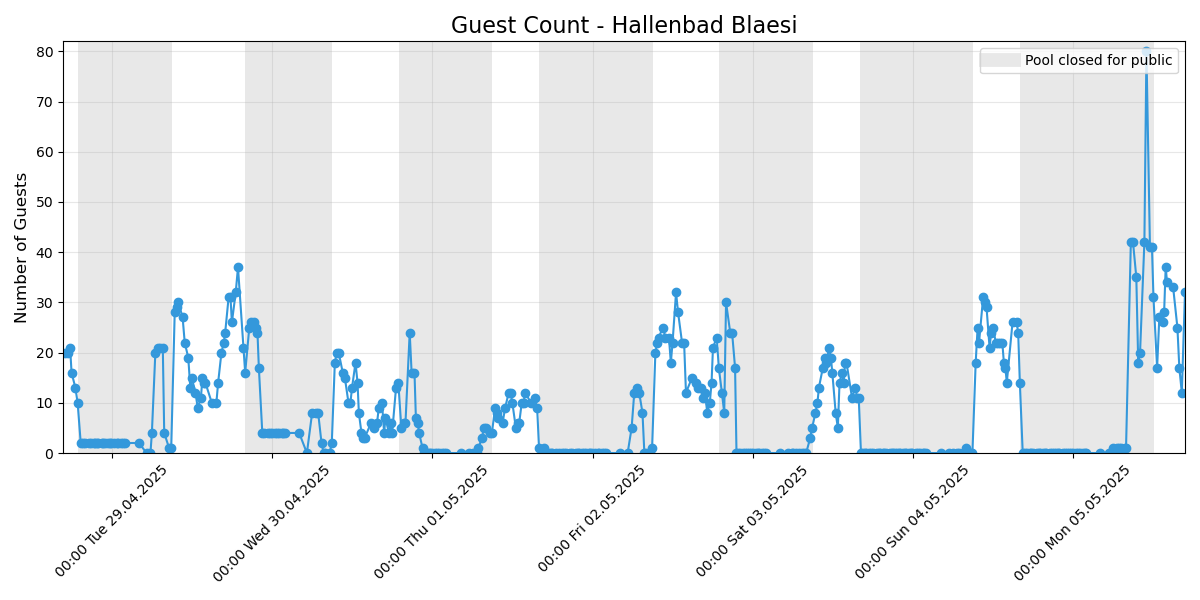 Guest Count - Hallenbad Blaesi
Pool closed for public
Number of Guests
80
70
60
50
40
30
20
10
0
00:00 Tue 29.04.2025
00:00 Wed 30.04.2025
00:00 Thu 01.05.2025
00:00 Fri 02.05.2025
00:00 Sat 03.05.2025
00:00 Sun 04.05.2025
00:00 Mon 05.05.2025